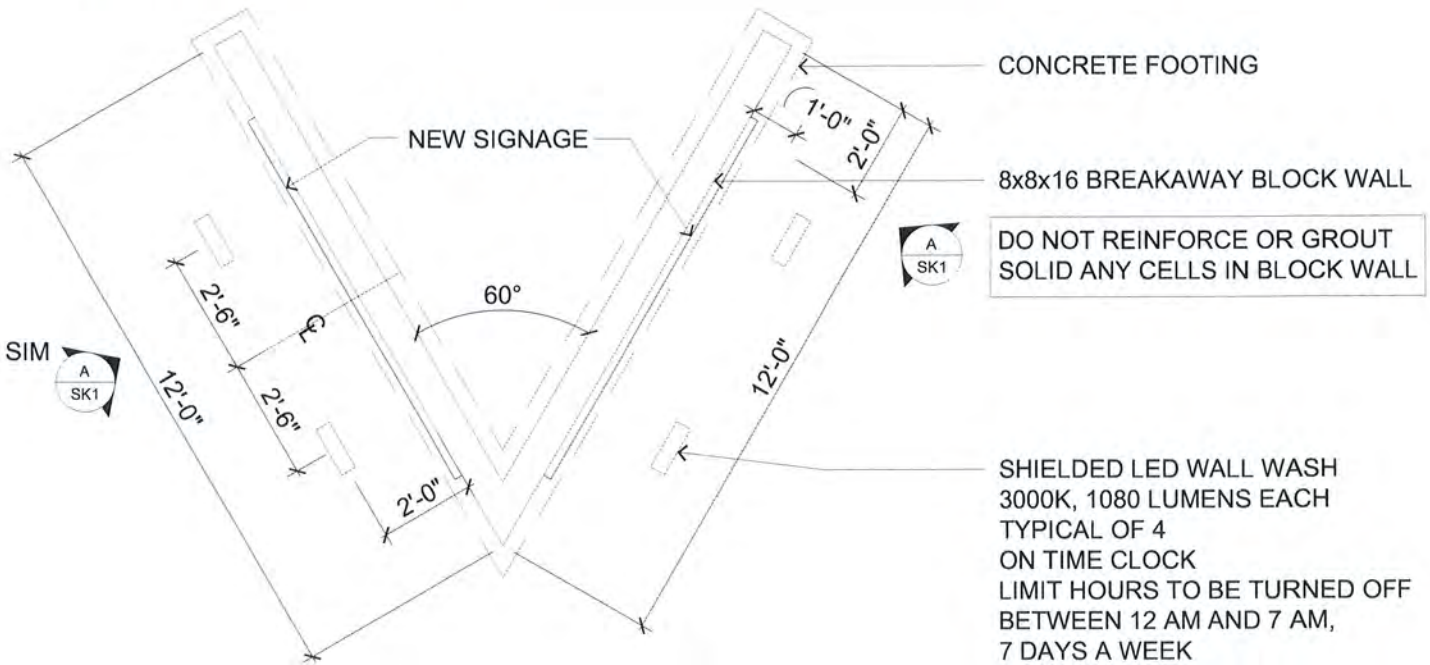 CONCRETE FOOTING
NEW SIGNAGE
1'-0"
2'-0"
8x8x16 BREAKAWAY BLOCK WALL
A
SK1
DO NOT REINFORCE OR GROUT
SOLID ANY CELLS IN BLOCK WALL
2'-6"
CL
60°
SIM
A
SK1
12'-0"
2'-6"
12'-0"
2'-0"
SHIELDED LED WALL WASH
3000K, 1080 LUMENS EACH
TYPICAL OF 4
ON TIME CLOCK
LIMIT HOURS TO BE TURNED OFF
BETWEEN 12 AM AND 7 AM,
7 DAYS A WEEK